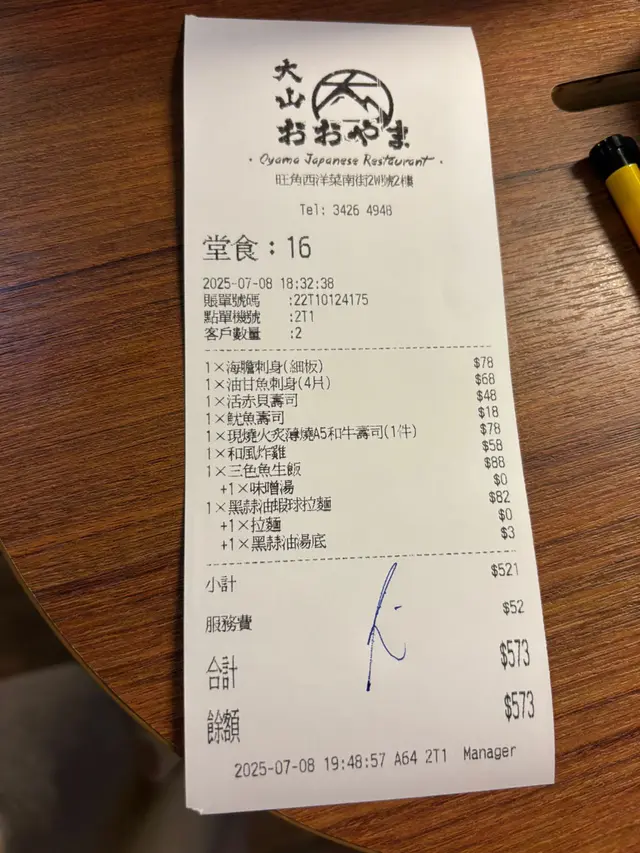 大山
おおやま
· Oyama Japanese Restaurant ·
旺角西洋菜南街2W號2樓
Tel: 3426 4948
堂食：16
2025-07-08 18:32:38
賬單號碼 :22T10124175
點單機號 :2T1
客戶數量 :2
1×海膽刺身(細板) $78
1×油甘魚刺身(4片) $68
1×活赤貝壽司 $48
1×魷魚壽司 $18
1×現燒火炙薄燒A5和牛壽司(1件) $78
1×和風炸雞 $58
1×三色魚生飯 $88
+1×味噌湯 $0
1×黑蒜油蝦球拉麵 $82
+1×拉麵 $0
+1×黑蒜油湯底 $3
小計 $521
服務費 $52
合計 $573
餘額 $573
2025-07-08 19:48:57 A64 2T1 Manager